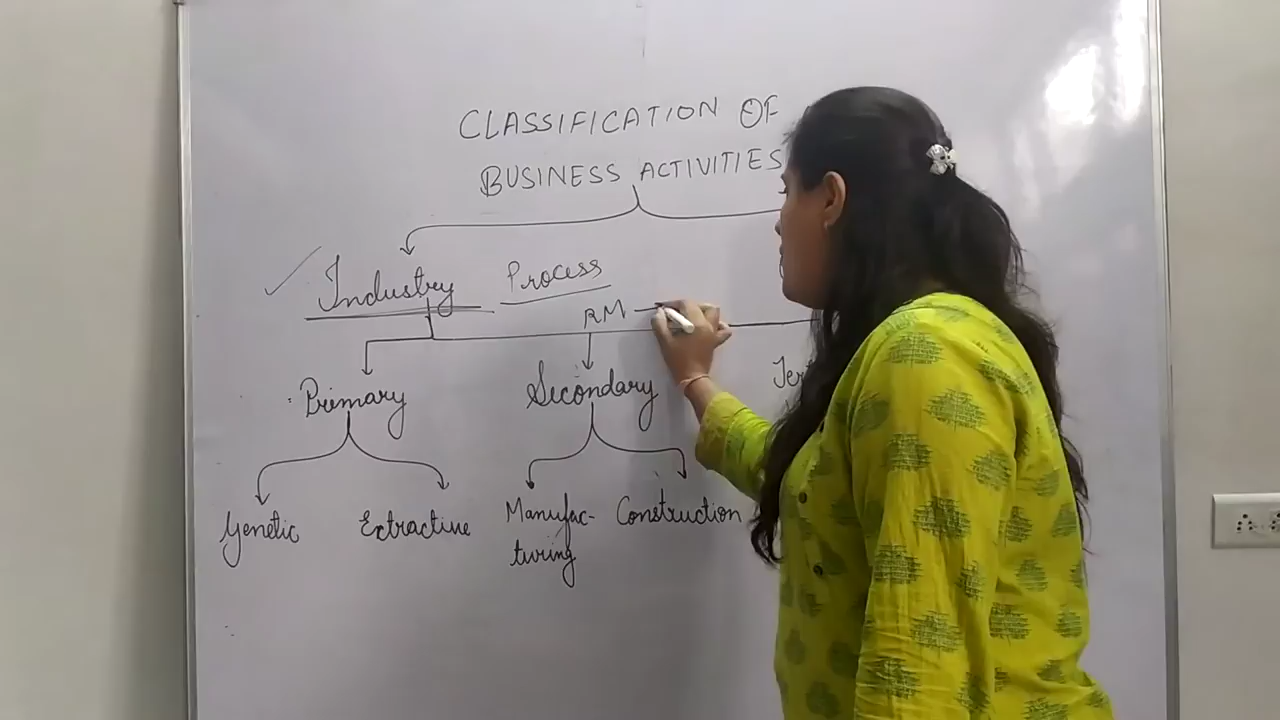 CLASSIFICATION OF
BUSINESS ACTIVITIES
Industry Process
RM
Primary Secondary Ter
Genetic Extractive Manufac- Construction
turing